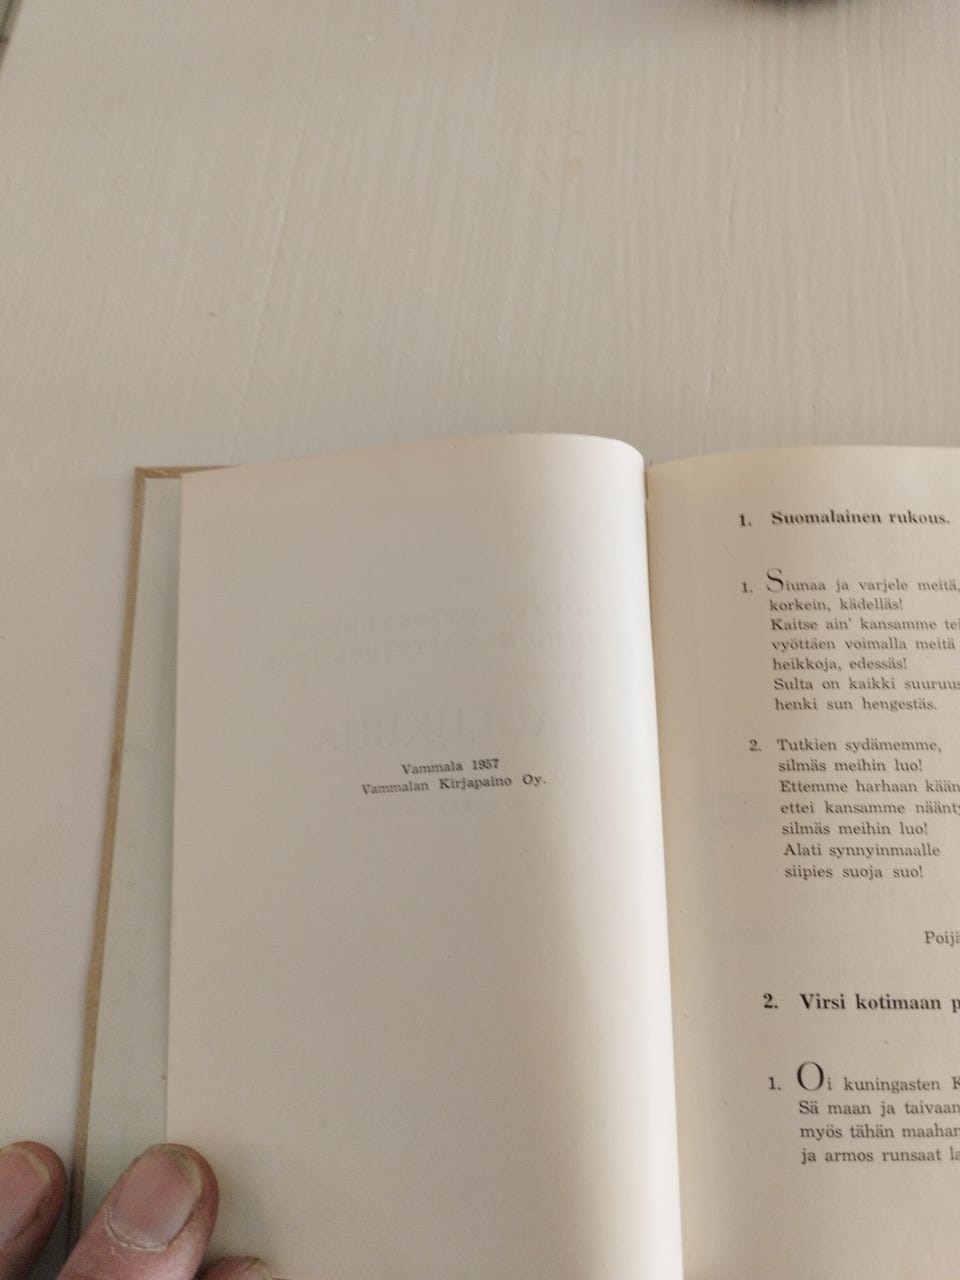 Vammala 1957
Vammalan Kirjapaino Oy.
1. Suomalainen rukous.
1. Siunaa ja varjele meitä,
korkein, kädelläs!
Kaitse ain' kansamme
vyöttäen voimalla meitä
heikkoja, edessäs!
Sulta on kaikki
henki sun hengestäs.
2. Tutkien sydämemme,
silmäs meihin luo!
Ettemme harhaan
ettei kansamme
silmäs meihin luo!
Alati synnyinmaalle
siipies suoja suo!
2. Virsi kotimaan
1. Oi kuningasten
Sä maan ja taivaan
myös tähän maahan
ja armos runsaat